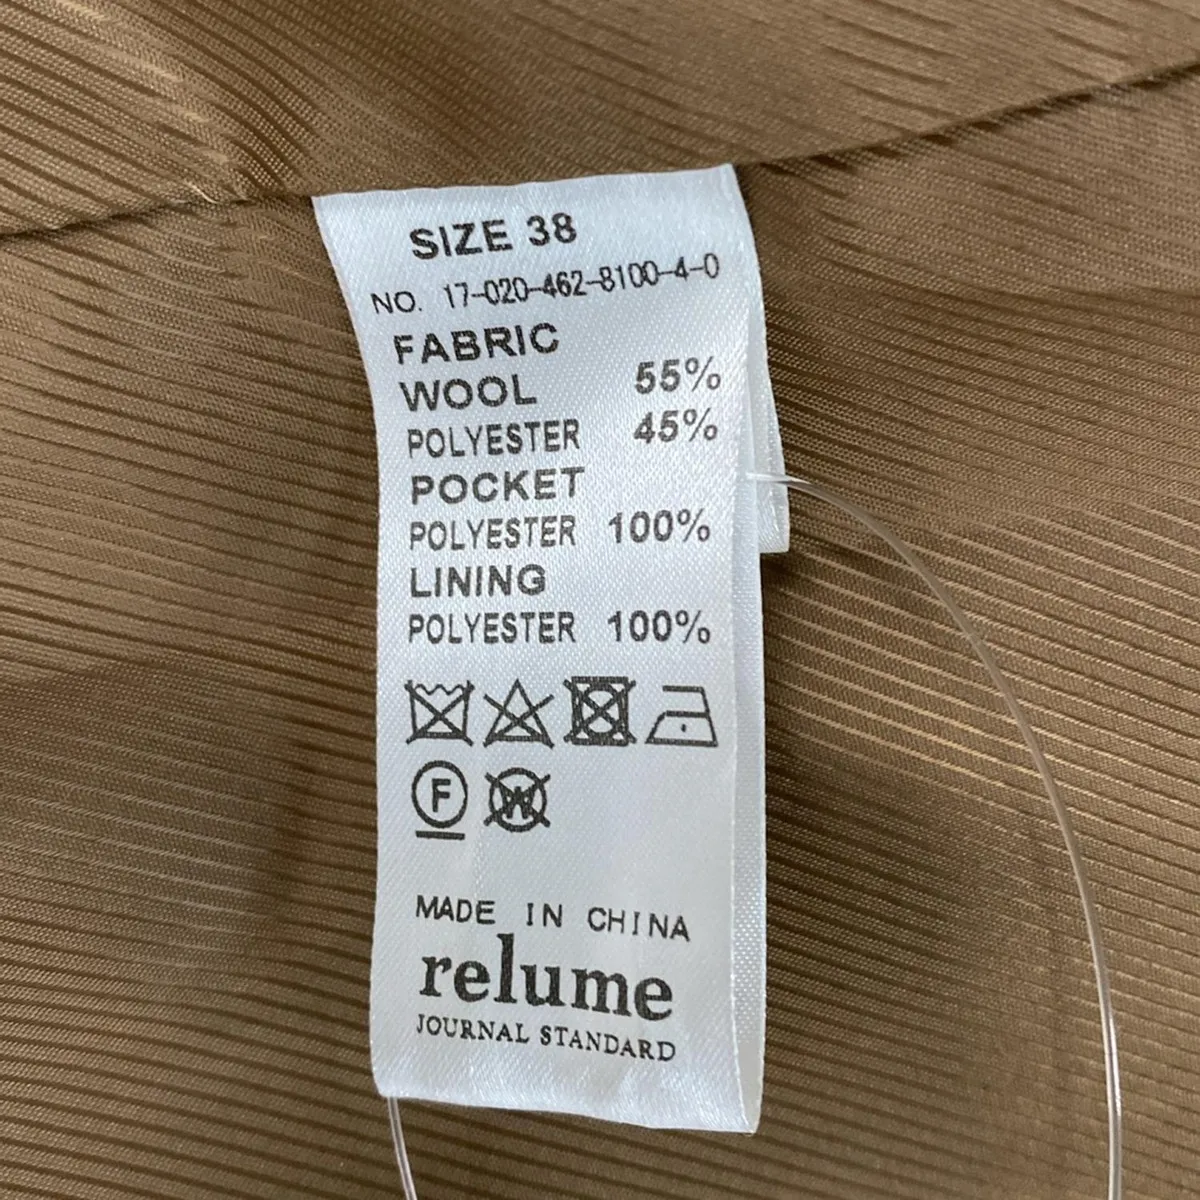 SIZE 38
NO. 17-020-462-8100-4-0
FABRIC
WOOL 55%
POLYESTER 45%
POCKET
POLYESTER 100%
LINING
POLYESTER 100%
F W
MADE IN CHINA
relume
JOURNAL STANDARD